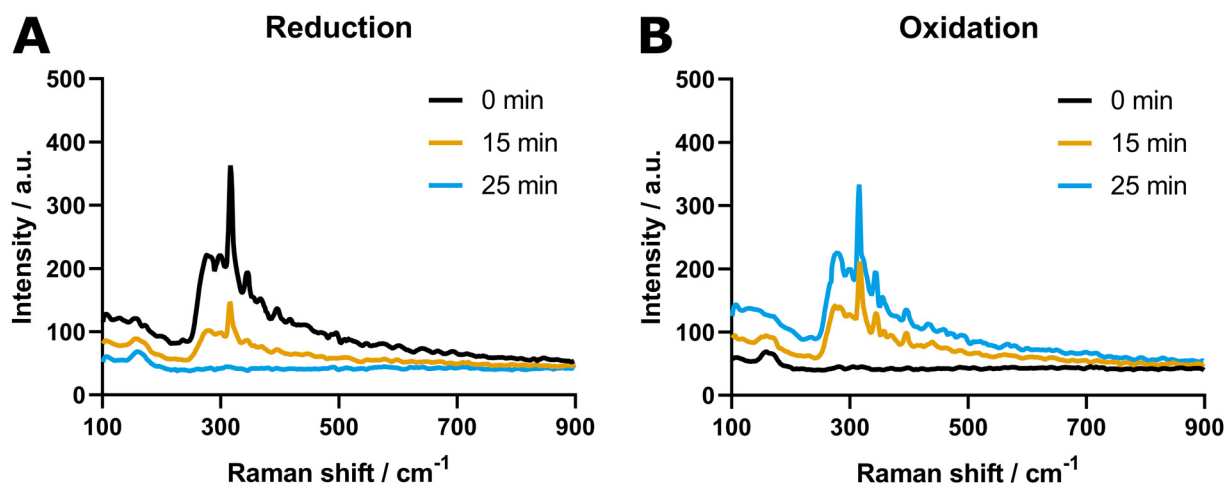 A
Reduction
500
400
300
200
100
0
Intensity / a.u.
0 min
15 min
25 min
100
300
500
700
900
Raman shift / cm⁻¹
B
Oxidation
500
400
300
200
100
0
Intensity / a.u.
0 min
15 min
25 min
100
300
500
700
900
Raman shift / cm⁻¹